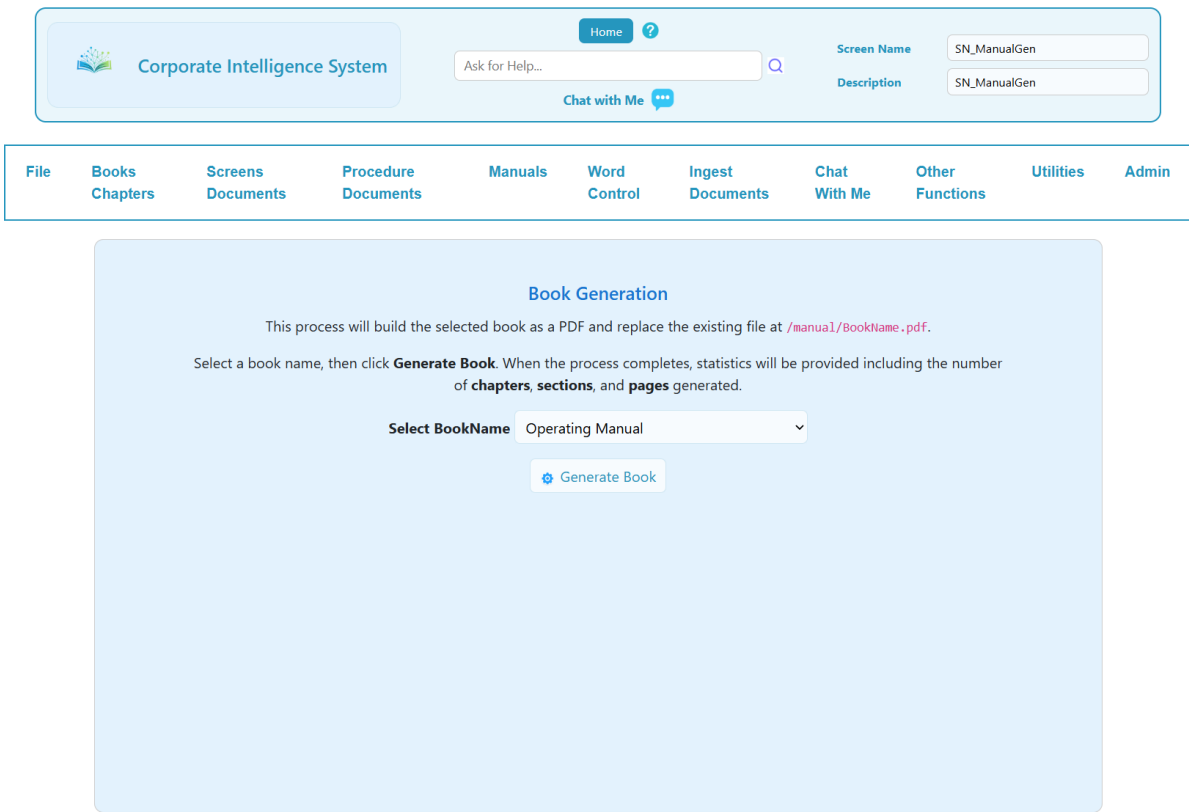 Home ?
Corporate Intelligence System
Ask for Help...
Chat with Me
Screen Name SN_ManualGen
Description SN_ManualGen
File
Books Chapters
Screens Documents
Procedure Documents
Manuals
Word Control
Ingest Documents
Chat With Me
Other Functions
Utilities
Admin
Book Generation
This process will build the selected book as a PDF and replace the existing file at /manual/BookName.pdf.
Select a book name, then click Generate Book. When the process completes, statistics will be provided including the number
of chapters, sections, and pages generated.
Select BookName Operating Manual
Generate Book